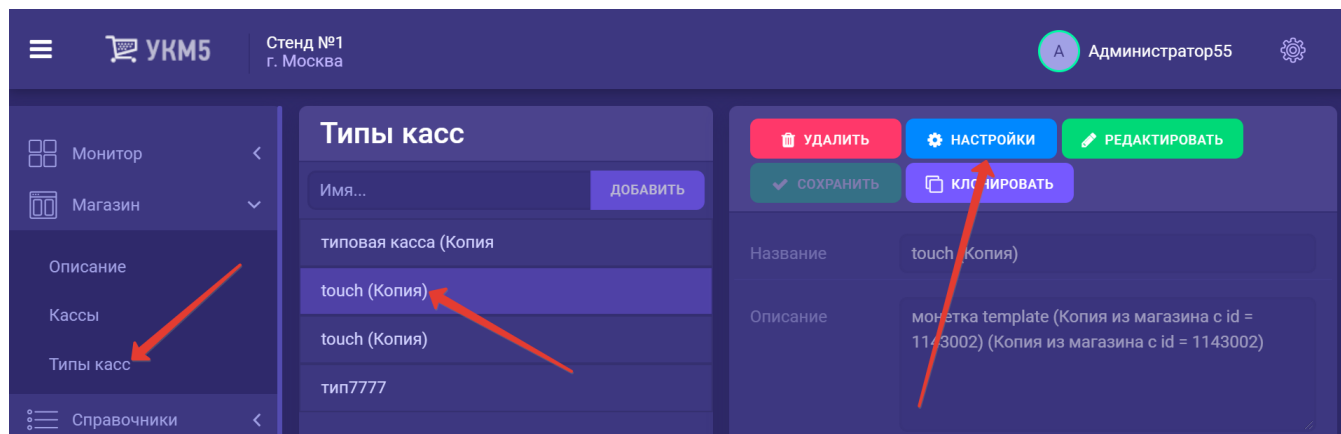 УКМ5
Стенд №1
г. Москва
А
Администратор55
Монитор
Магазин
Описание
Кассы
Типы касс
Справочники
Типы касс
Имя...
ДОБАВИТЬ
типовая касса (Копия
touch (Копия)
touch (Копия)
тип7777
УДАЛИТЬ
НАСТРОЙКИ
РЕДАКТИРОВАТЬ
СОХРАНИТЬ
КЛОНИРОВАТЬ
Название
touch (Копия)
Описание
монетка template (Копия из магазина с id =
1143002) (Копия из магазина с id = 1143002)